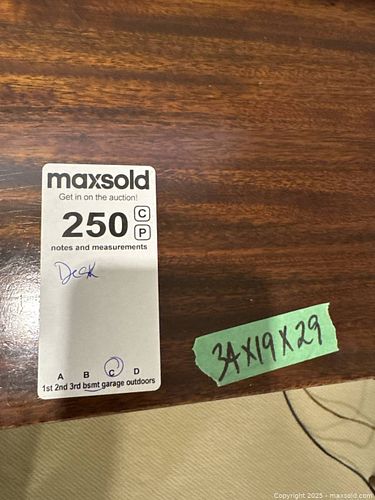 maxsold
Get in on the auction!
250 C
P
notes and measurements
Desk
A B C D
1st 2nd 3rd bsmt garage outdoors
34X19X29
Copyright 2025 - maxsold.com